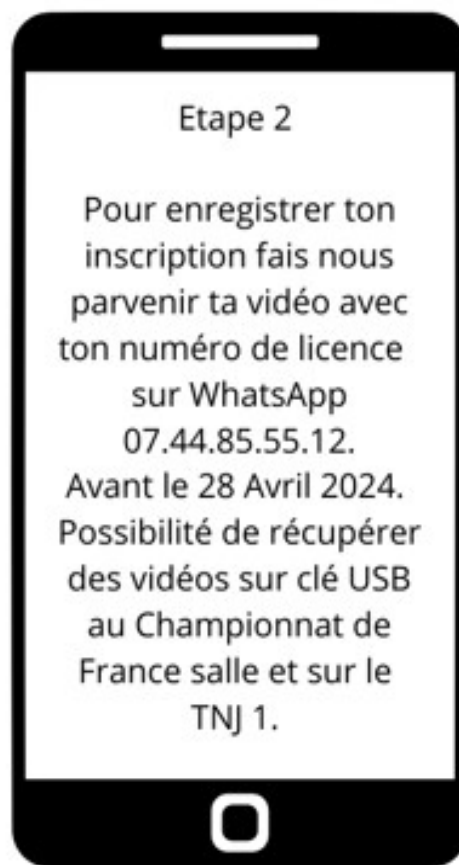 Etape 2
Pour enregistrer ton
inscription fais nous
parvenir ta vidéo avec
ton numéro de licence
sur WhatsApp
07.44.85.55.12.
Avant le 28 Avril 2024.
Possibilité de récupérer
des vidéos sur clé USB
au Championnat de
France salle et sur le
TNJ 1.